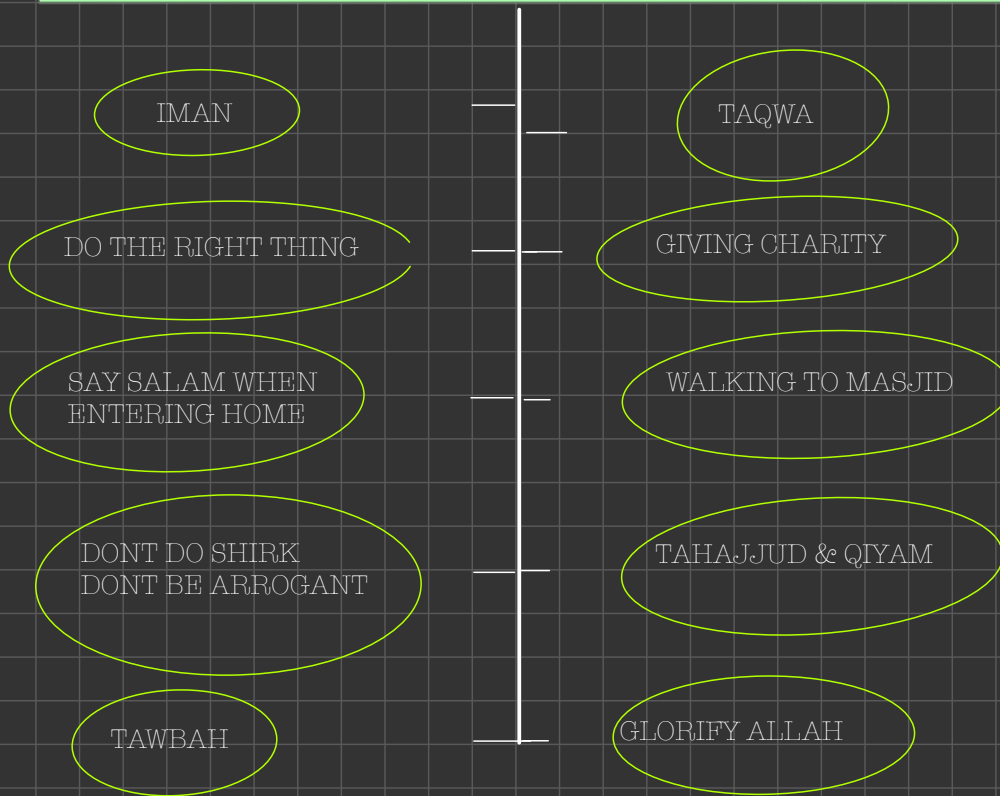 IMAN
TAQWA
DO THE RIGHT THING
GIVING CHARITY
SAY SALAM WHEN
ENTERING HOME
WALKING TO MASJID
DONT DO SHIRK
DONT BE ARROGANT
TAHAJJUD & QIYAM
TAWBAH
GLORIFY ALLAH